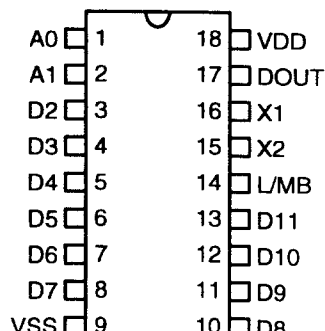 A0 1 18 VDD
A1 2 17 DOUT
D2 3 16 X1
D3 4 15 X2
D4 5 14 L/MB
D5 6 13 D11
D6 7 12 D10
D7 8 11 D9
VSS 9 10 D8